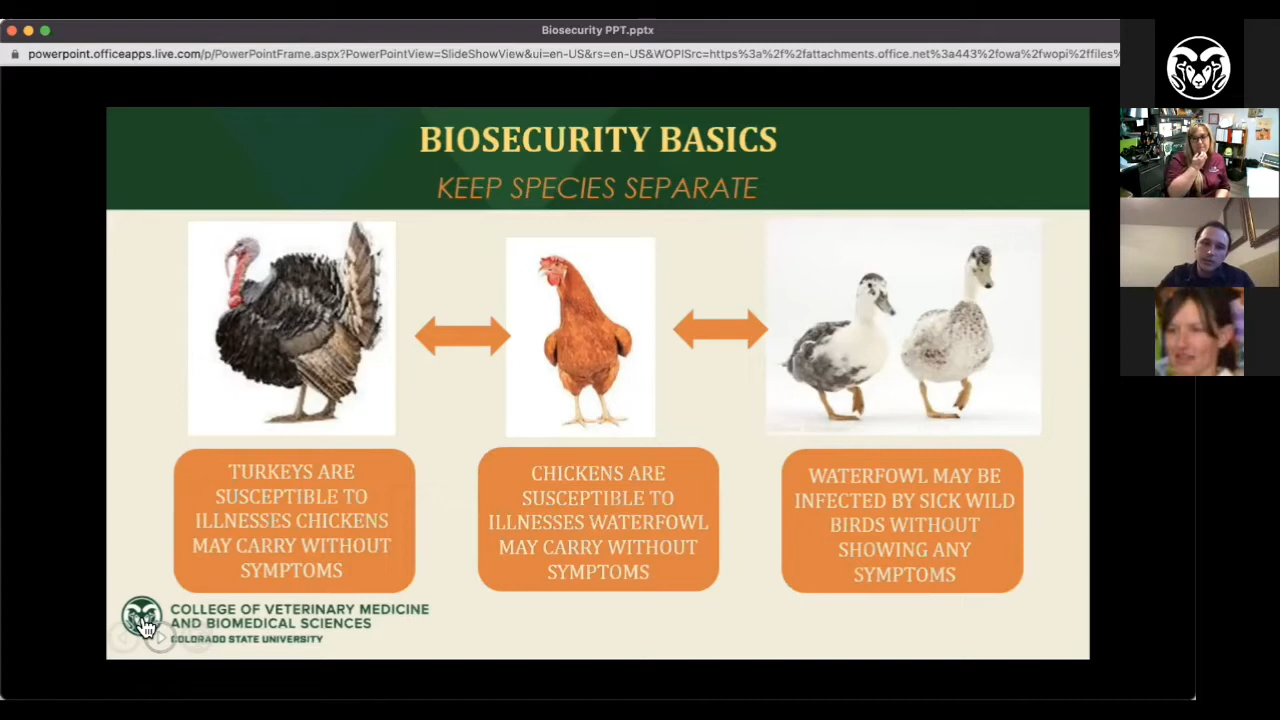 Biosecurity PPT.pptx
powerpoint.officeapps.live.com/p/PowerPointFrame.aspx?PowerPointView=SlideShowView&ui=en-US&rs=en-US&WOPISrc=https%3a%2f%2fattachments.office.net%3a443%2fowa%2fwopi%2ffiles%
BIOSECURITY BASICS
KEEP SPECIES SEPARATE
TURKEYS ARE
SUSCEPTIBLE TO
ILLNESSES CHICKENS
MAY CARRY WITHOUT
SYMPTOMS
CHICKENS ARE
SUSCEPTIBLE TO
ILLNESSES WATERFOWL
MAY CARRY WITHOUT
SYMPTOMS
WATERFOWL MAY BE
INFECTED BY SICK WILD
BIRDS WITHOUT
SHOWING ANY
SYMPTOMS
COLLEGE OF VETERINARY MEDICINE
AND BIOMEDICAL SCIENCES
COLORADO STATE UNIVERSITY